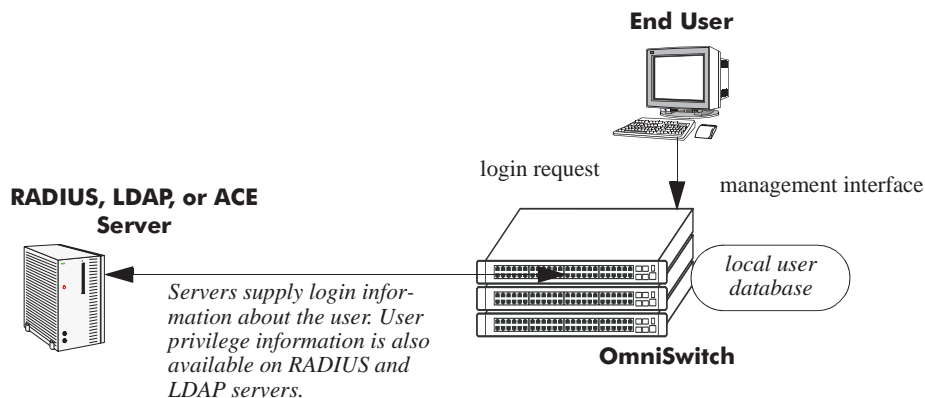 End User
login request
management interface
RADIUS, LDAP, or ACE
Server
local user
database
Servers supply login infor-
mation about the user. User
privilege information is also
available on RADIUS and
LDAP servers.
OmniSwitch